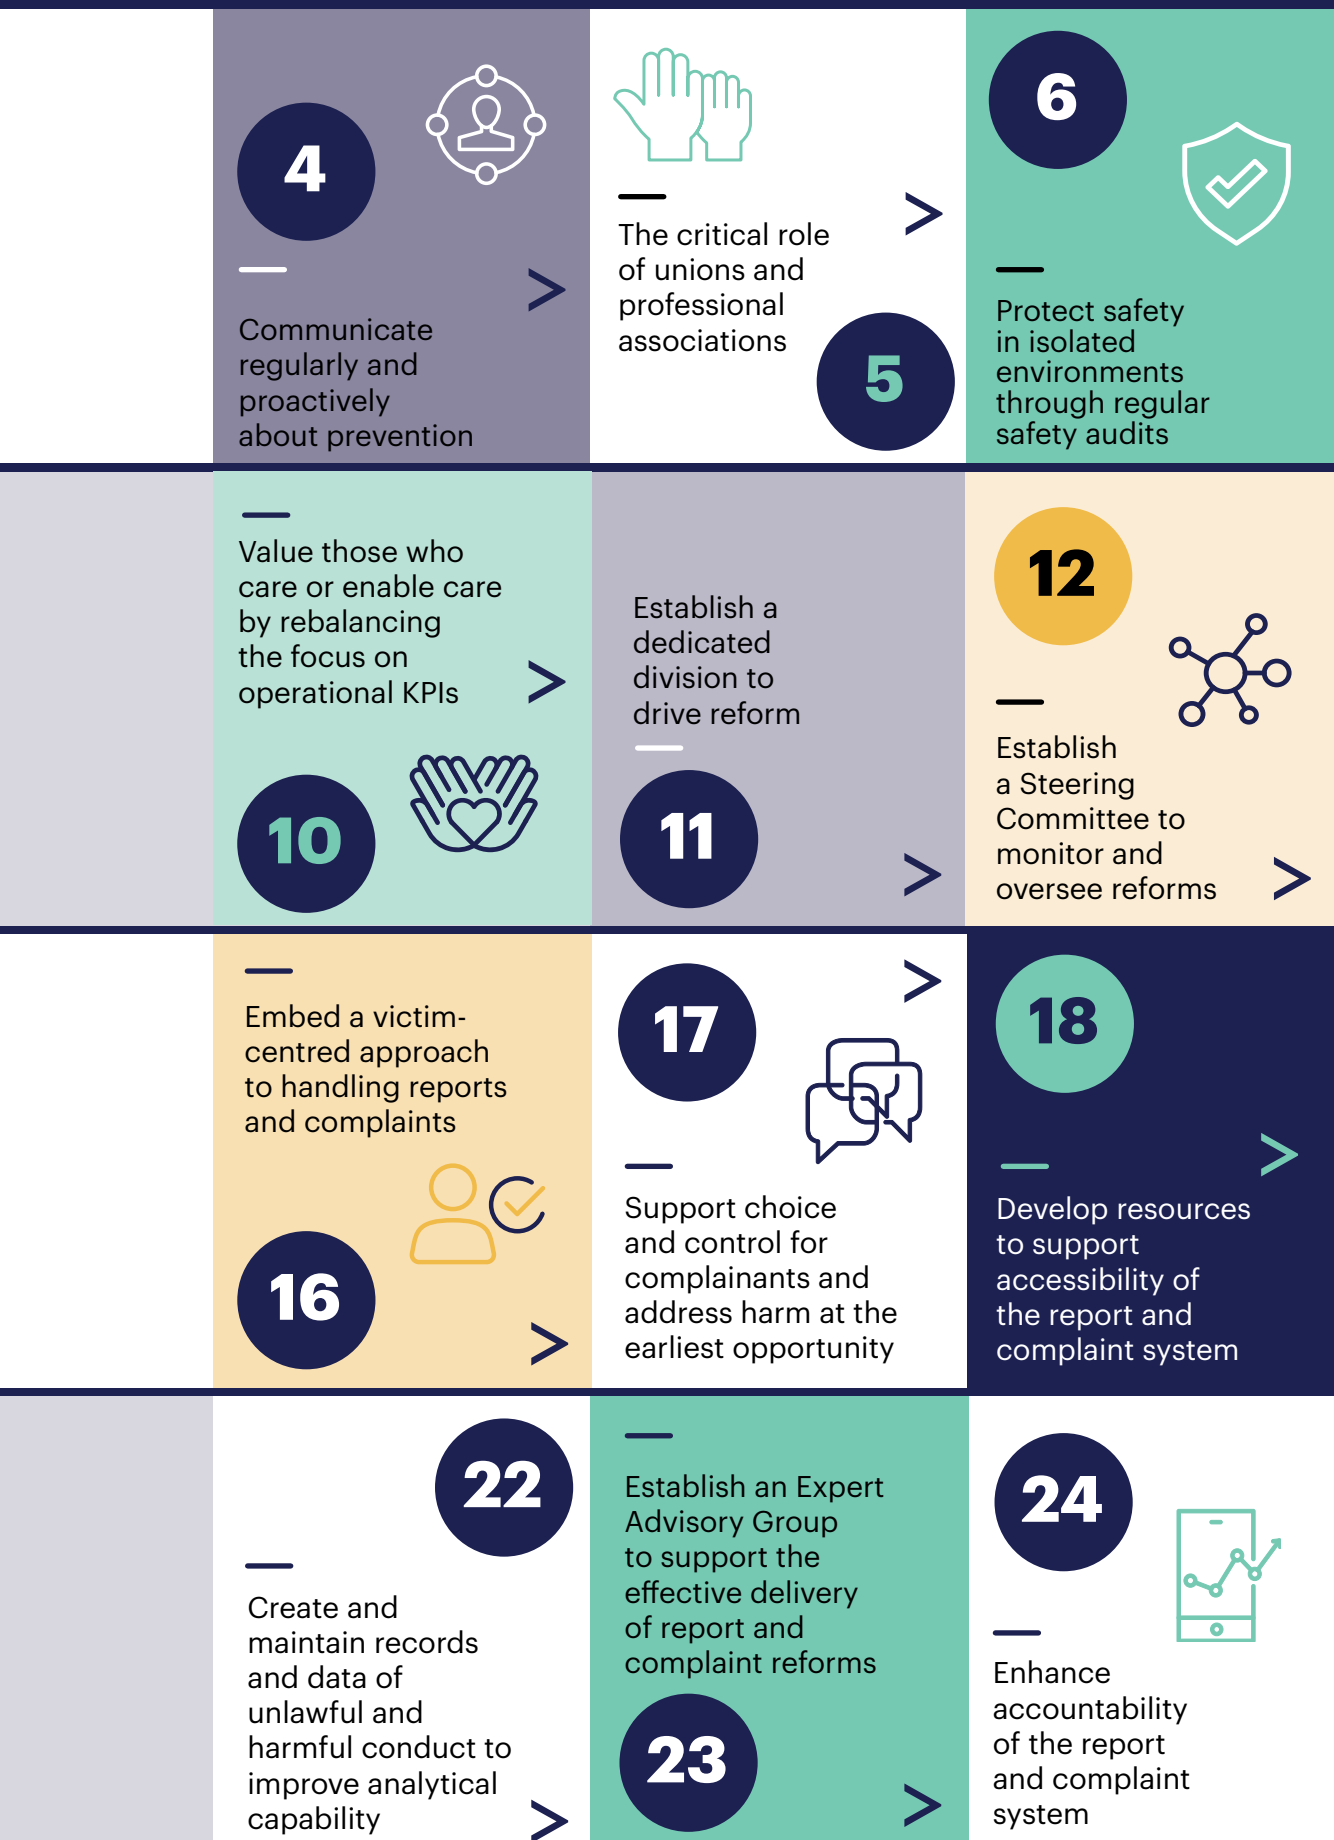 4
Communicate
regularly and
proactively
about prevention
>
The critical role
of unions and
professional
associations
>
5
6
Protect safety
in isolated
environments
through regular
safety audits
Value those who
care or enable care
by rebalancing
the focus on
operational KPIs
>
10
Establish a
dedicated
division to
drive reform
11
>
12
Establish
a Steering
Committee to
monitor and
oversee reforms
>
Embed a victim-
centred approach
to handling reports
and complaints
16
>
17
>
Support choice
and control for
complainants and
address harm at the
earliest opportunity
18
>
Develop resources
to support
accessibility of
the report and
complaint system
22
Create and
maintain records
and data of
unlawful and
harmful conduct to
improve analytical
capability
>
Establish an Expert
Advisory Group
to support the
effective delivery
of report and
complaint reforms
23
>
24
Enhance
accountability
of the report
and complaint
system